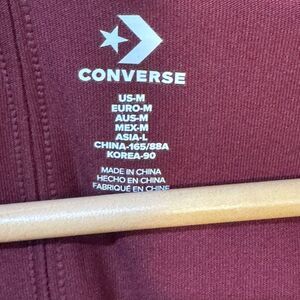 CONVERSE
US-M
EURO-M
AUS-M
MEX-M
ASIA-L
CHINA-165/88A
KOREA-90
MADE IN CHINA
HECHO EN CHINA
FABRIQUÉ EN CHINE